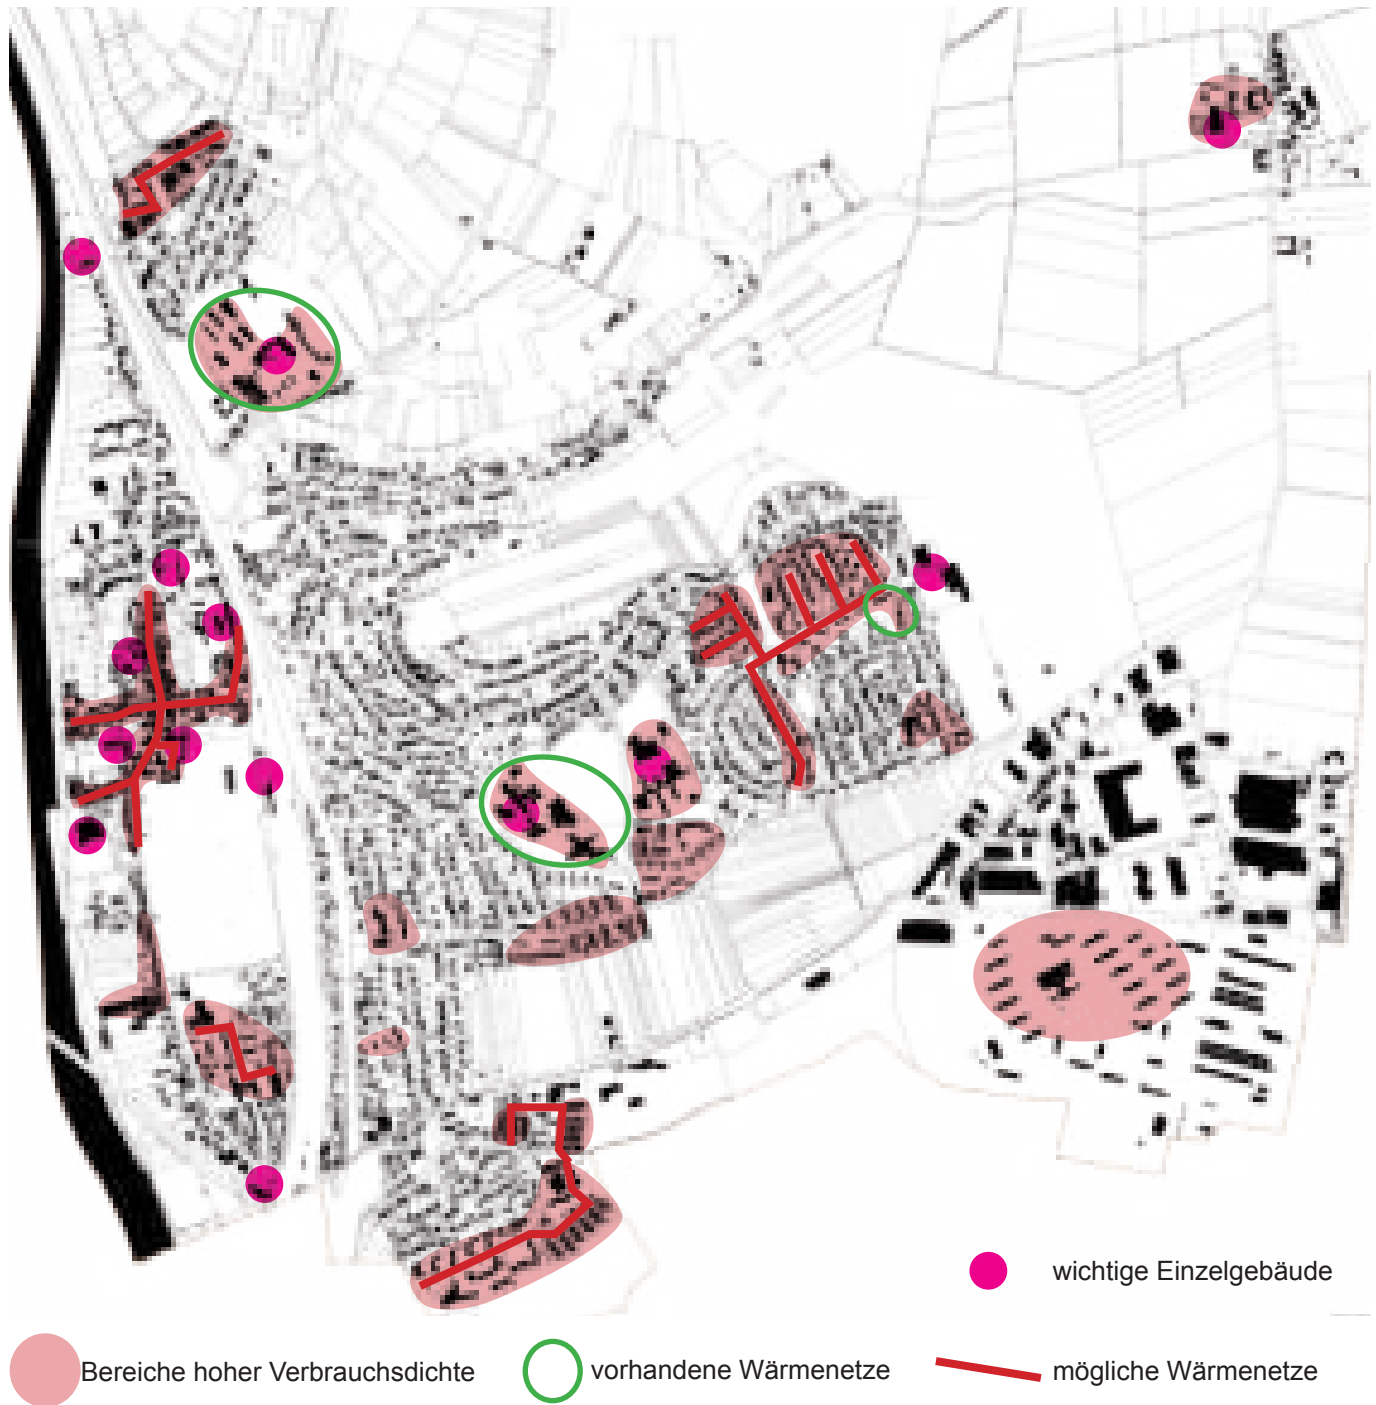 wichtige Einzelgebäude
Bereiche hoher Verbrauchsdichte
vorhandene Wärmenetze
mögliche Wärmenetze